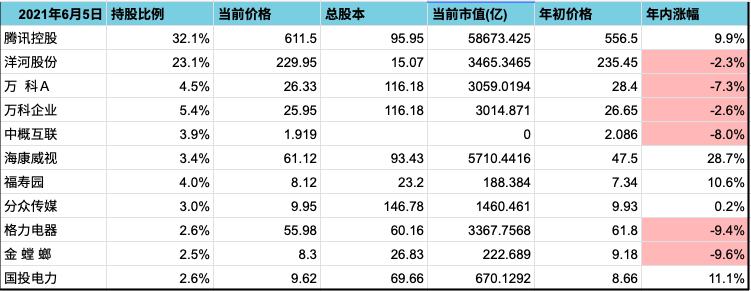 2021年6月5日 持股比例 当前价格 总股本 当前市值(亿) 年初价格 年内涨幅
腾讯控股 32.1% 611.5 95.95 58673.425 556.5 9.9%
洋河股份 23.1% 229.95 15.07 3465.3465 235.45 -2.3%
万 科A 4.5% 26.33 116.18 3059.0194 28.4 -7.3%
万科企业 5.4% 25.95 116.18 3014.871 26.65 -2.6%
中概互联 3.9% 1.919 0 2.086 -8.0%
海康威视 3.4% 61.12 93.43 5710.4416 47.5 28.7%
福寿园 4.0% 8.12 23.2 188.384 7.34 10.6%
分众传媒 3.0% 9.95 146.78 1460.461 9.93 0.2%
格力电器 2.6% 55.98 60.16 3367.7568 61.8 -9.4%
金 螳 螂 2.5% 8.3 26.83 222.689 9.18 -9.6%
国投电力 2.6% 9.62 69.66 670.1292 8.66 11.1%